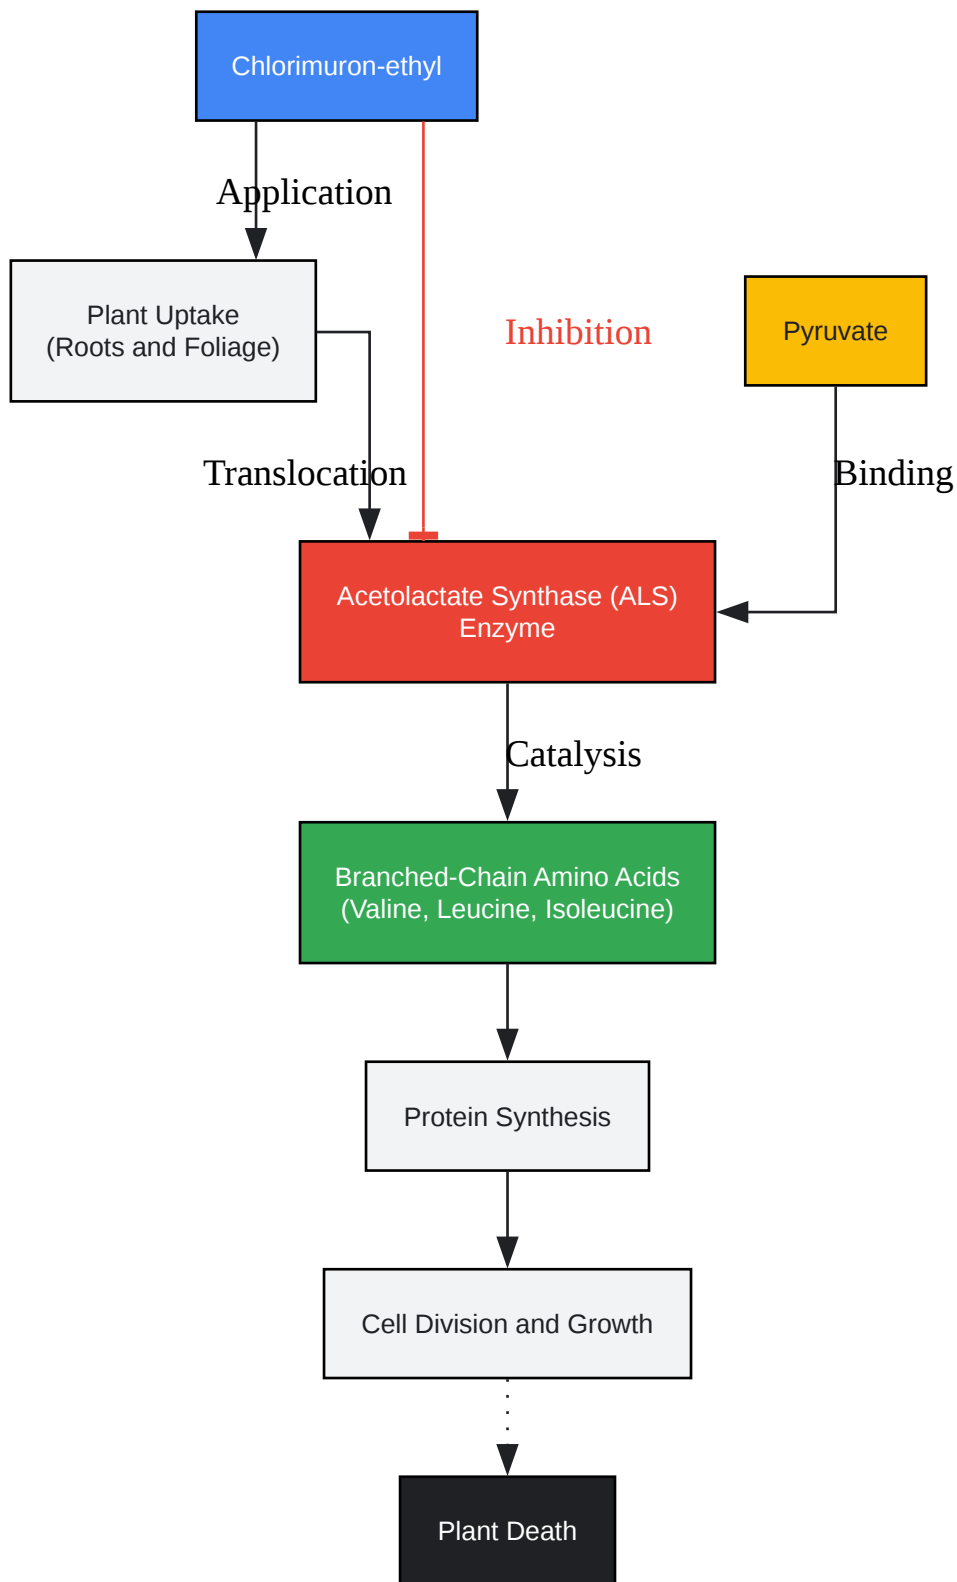 Chlorimuron-ethyl
Application
Plant Uptake
(Roots and Foliage)
Inhibition
Pyruvate
Translocation
Binding
Acetolactate Synthase (ALS)
Enzyme
Catalysis
Branched-Chain Amino Acids
(Valine, Leucine, Isoleucine)
Protein Synthesis
Cell Division and Growth
Plant Death